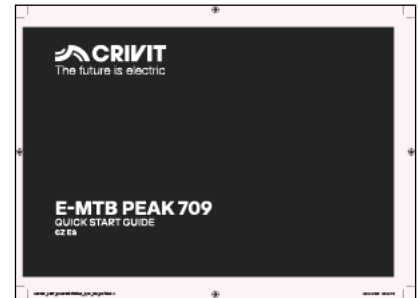 CRIVIT
The future is electric
E-MTB PEAK 709
QUICK START GUIDE
CZ ES